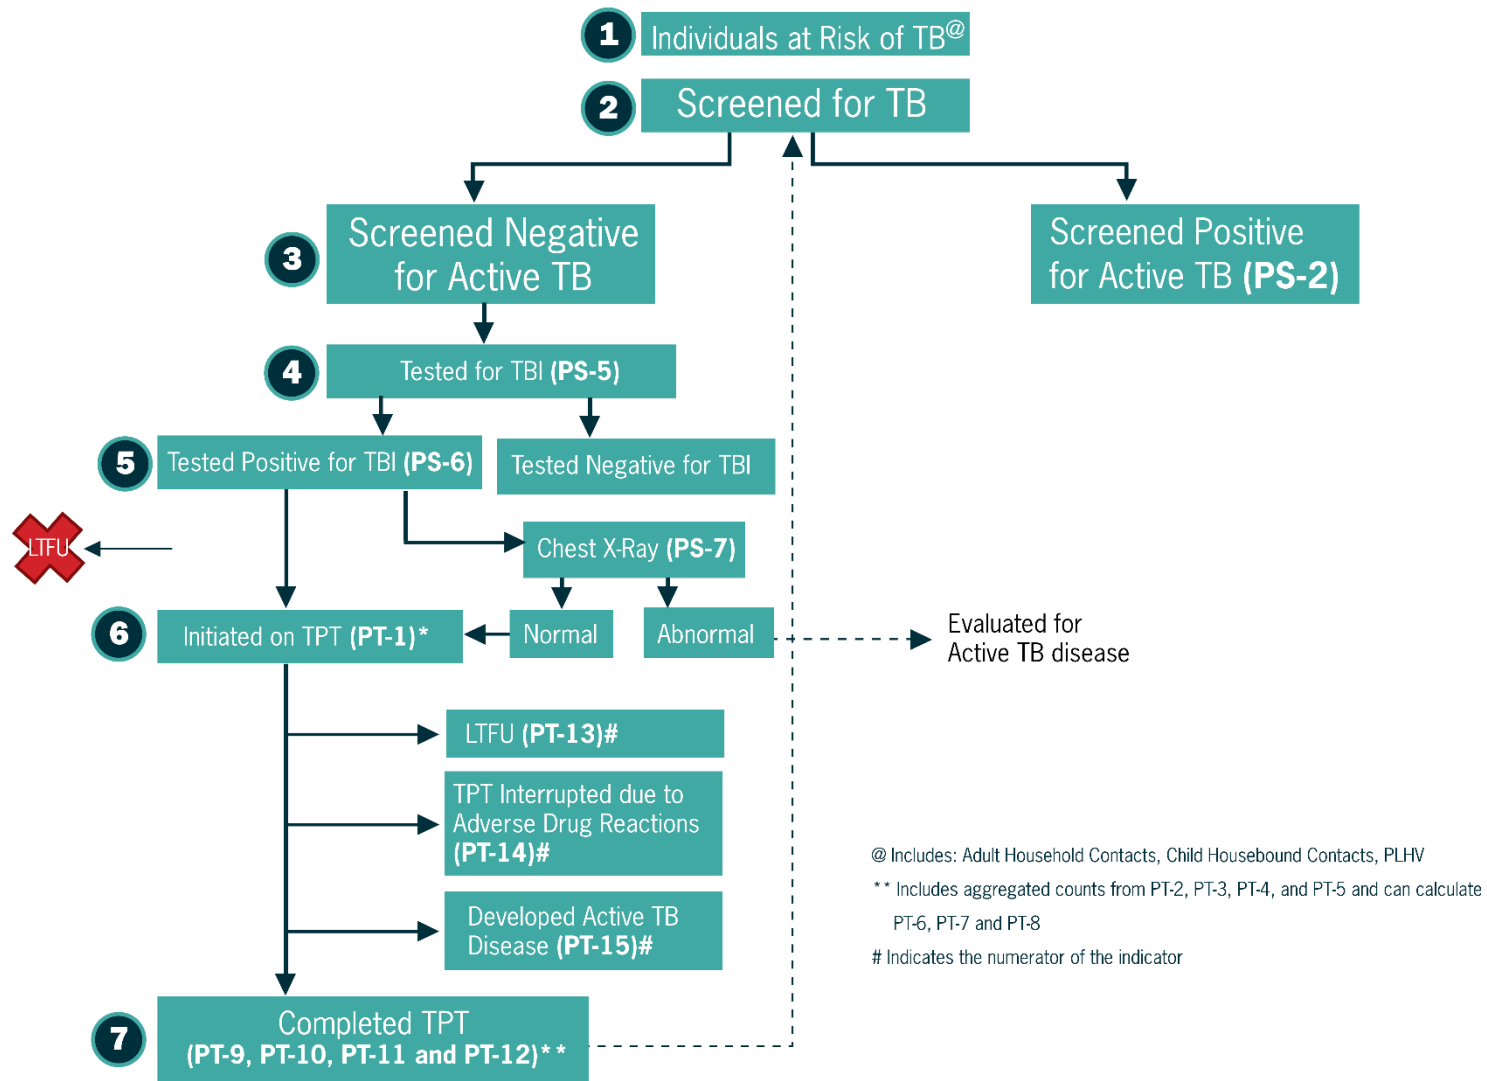 1
Individuals at Risk of TB@
2
Screened for TB
3
Screened Negative
for Active TB
Screened Positive
for Active TB (PS-2)
4
Tested for TBI (PS-5)
5
Tested Positive for TBI (PS-6)
Tested Negative for TBI
LTFU
Chest X-Ray (PS-7)
6
Initiated on TPT (PT-1)*
Normal
Abnormal
Evaluated for
Active TB disease
LTFU (PT-13)#
TPT Interrupted due to
Adverse Drug Reactions
(PT-14)#
Developed Active TB
Disease (PT-15)#
7
Completed TPT
(PT-9, PT-10, PT-11 and PT-12)**
@ Includes: Adult Household Contacts, Child Housebound Contacts, PLHV
** Includes aggregated counts from PT-2, PT-3, PT-4, and PT-5 and can calculate
PT-6, PT-7 and PT-8
# Indicates the numerator of the indicator